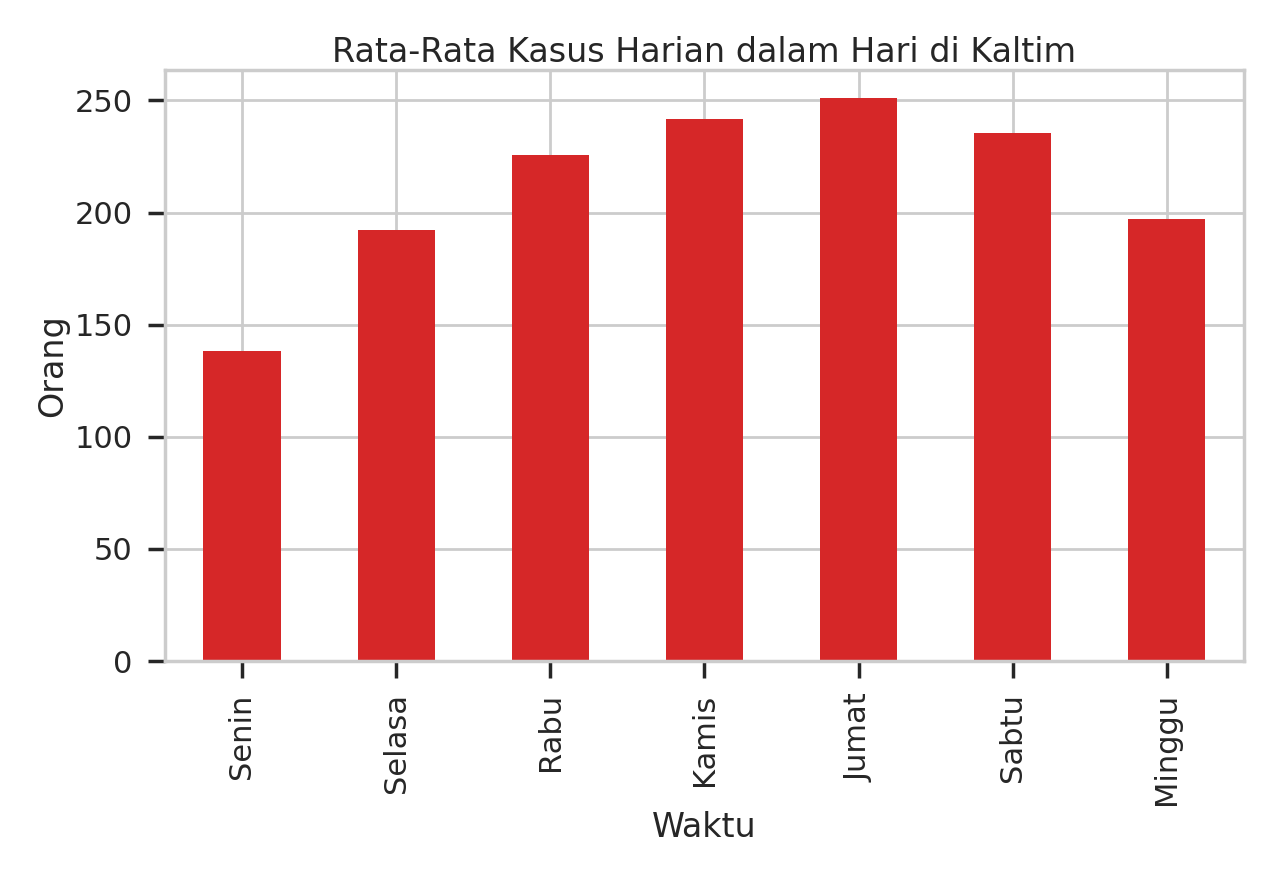 Rata-Rata Kasus Harian dalam Hari di Kaltim
250
200
150
100
50
0
Orang
Senin
Selasa
Rabu
Kamis
Jumat
Sabtu
Minggu
Waktu